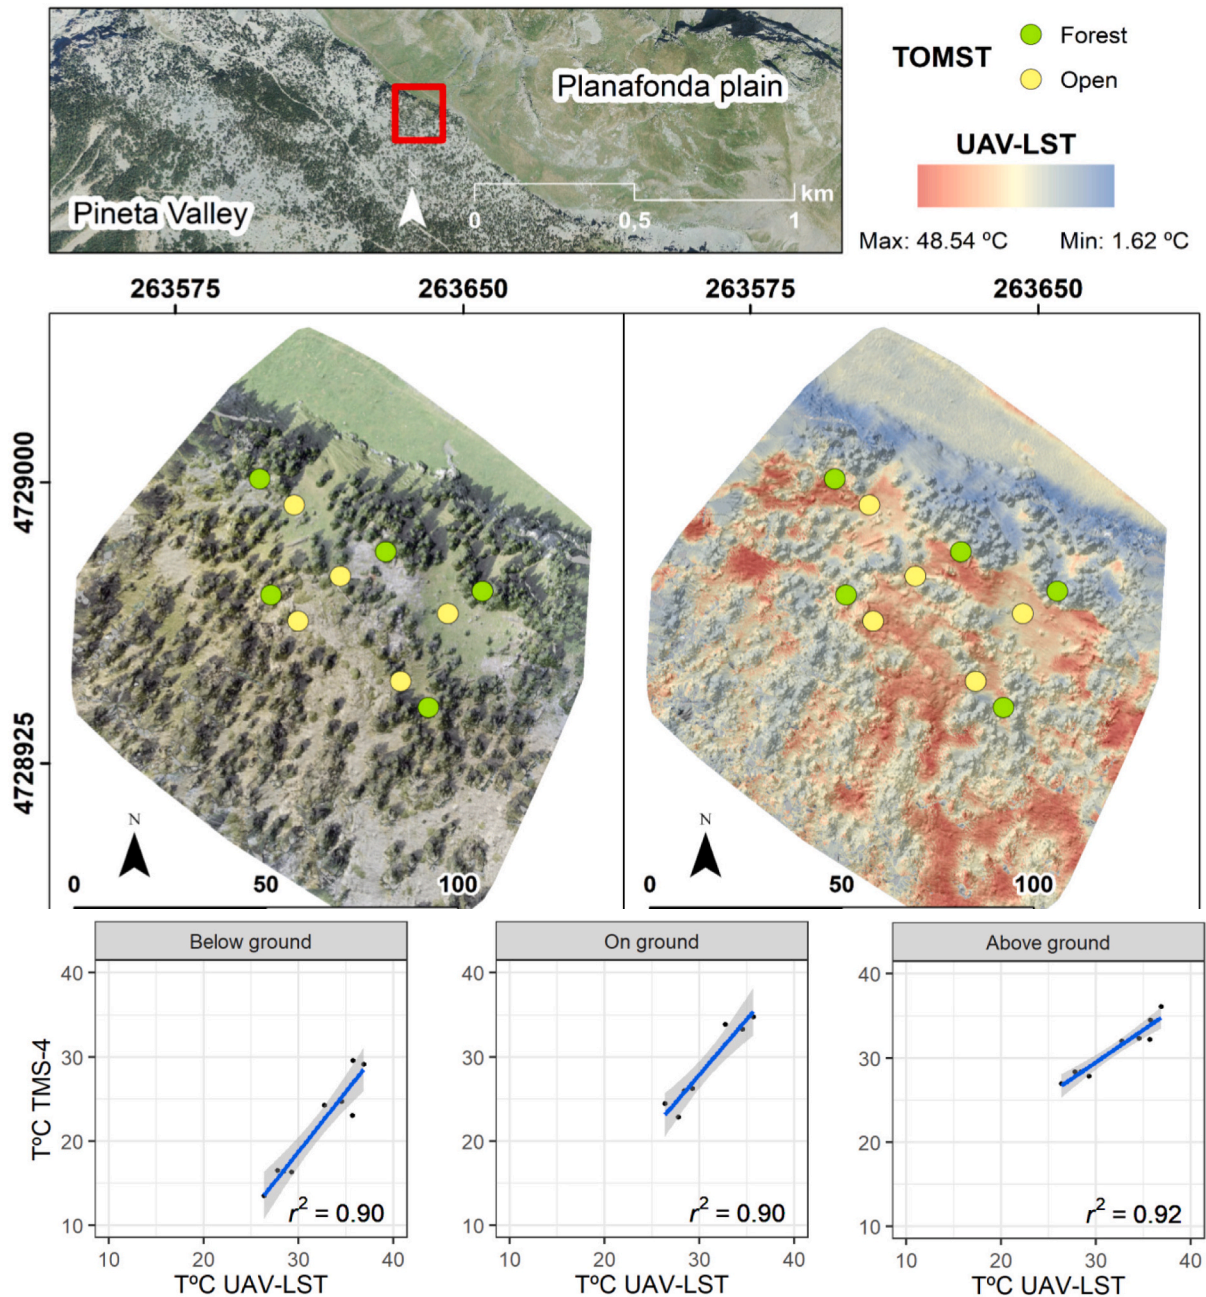 Planafonda plain
Pineta Valley
km
0
0,5
1
TOMST
Forest
Open
UAV-LST
Max: 48.54 ºC
Min: 1.62 ºC
263575
263650
263575
263650
4729000
4728925
N
0
50
100
N
0
50
100
Below ground
On ground
Above ground
TºC TMS-4
40
30
20
10
r² = 0.90
10
20
30
40
TºC UAV-LST
40
30
20
10
r² = 0.90
10
20
30
40
TºC UAV-LST
40
30
20
10
r² = 0.92
10
20
30
40
TºC UAV-LST